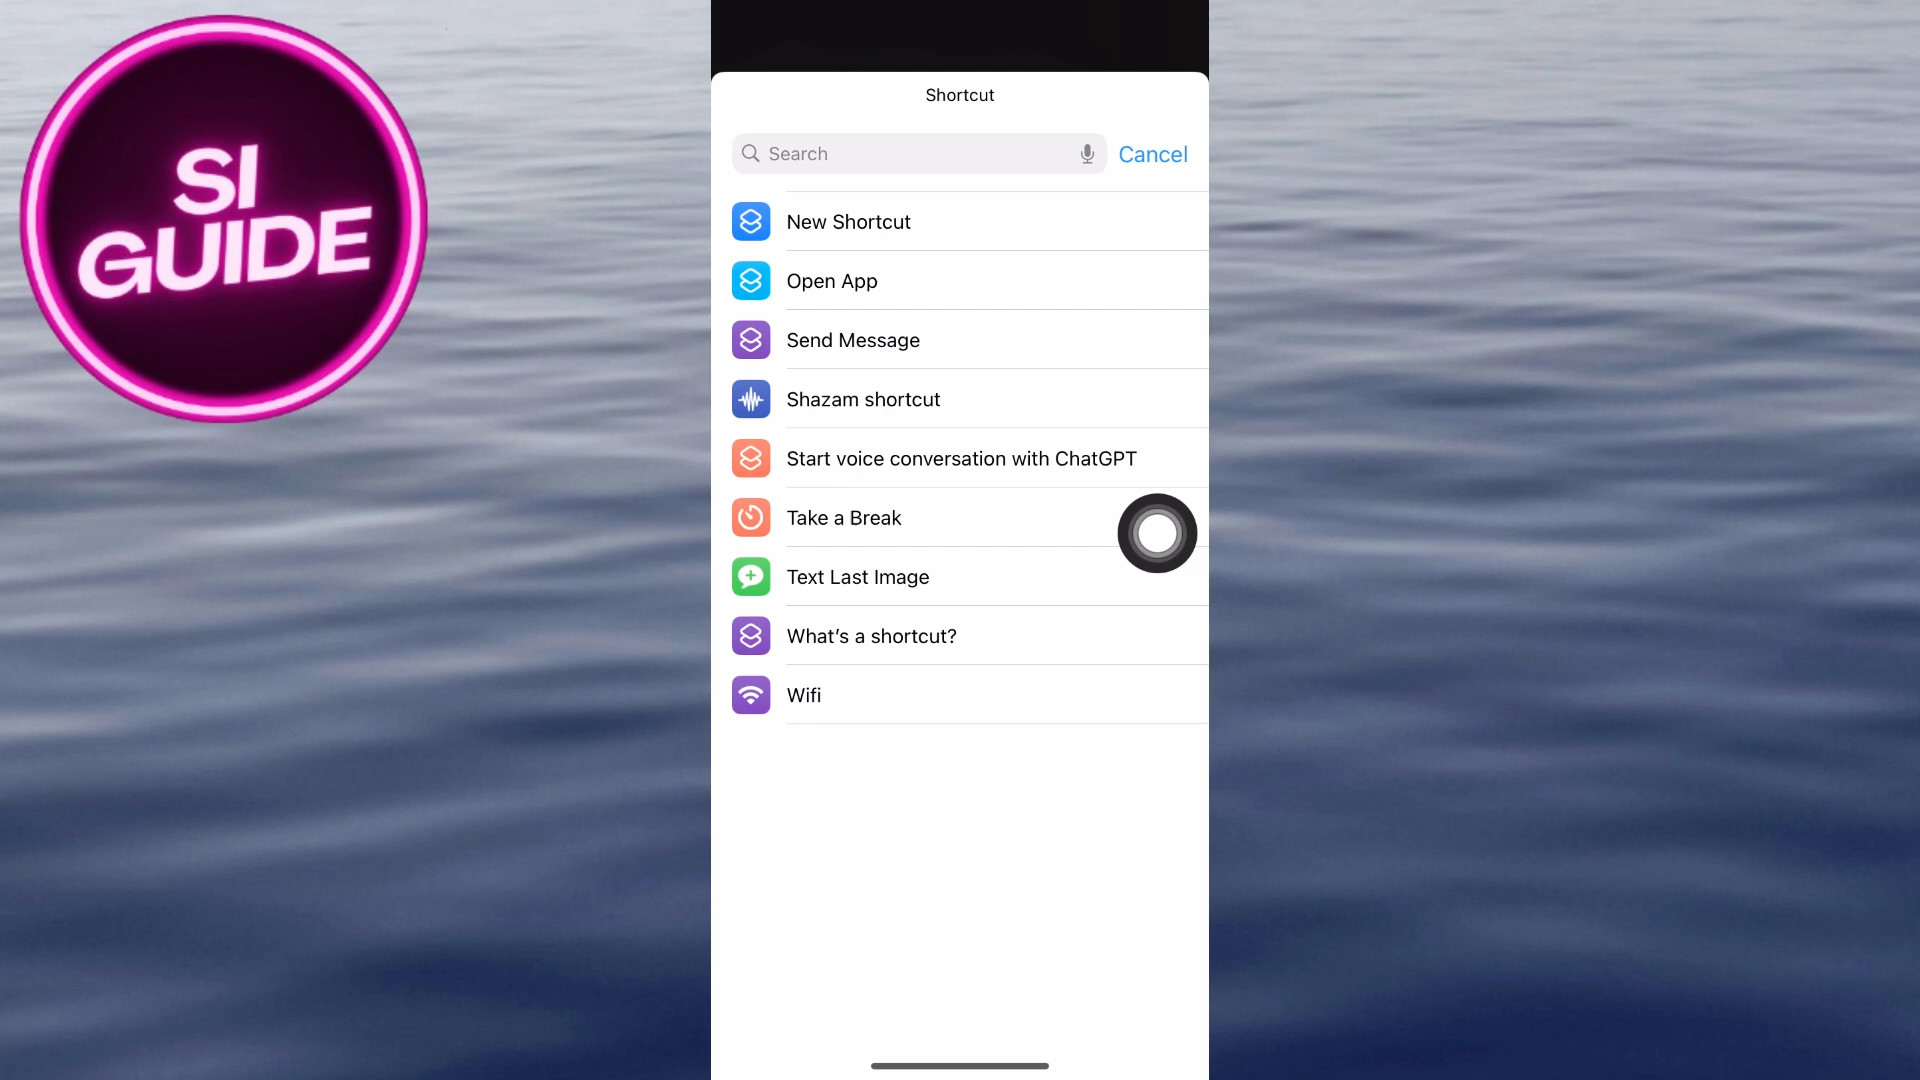 SI
GUIDE
Shortcut
Search
Cancel
New Shortcut
Open App
Send Message
Shazam shortcut
Start voice conversation with ChatGPT
Take a Break
Text Last Image
What's a shortcut?
Wifi